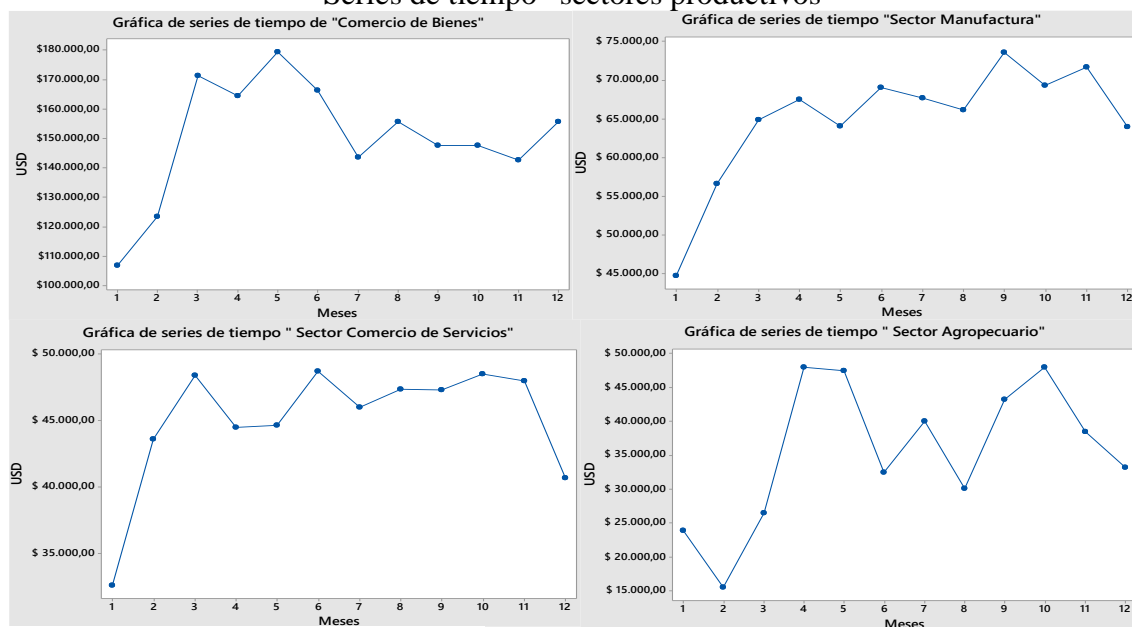 Series de tiempo "sectores productivos"
Gráfica de series de tiempo de "Comercio de Bienes"
$180.000,00
$170.000,00
$160.000,00
$150.000,00
$140.000,00
$130.000,00
$120.000,00
$110.000,00
$100.000,00
USD
1 2 3 4 5 6 7 8 9 10 11 12
Meses
Gráfica de series de tiempo "Sector Manufactura"
$ 75.000,00
$ 70.000,00
$ 65.000,00
$ 60.000,00
$ 55.000,00
$ 50.000,00
$ 45.000,00
USD
1 2 3 4 5 6 7 8 9 10 11 12
Meses
Gráfica de series de tiempo " Sector Comercio de Servicios"
$ 50.000,00
$ 45.000,00
$ 40.000,00
$ 35.000,00
USD
1 2 3 4 5 6 7 8 9 10 11 12
Meses
Gráfica de series de tiempo " Sector Agropecuario"
$ 50.000,00
$ 45.000,00
$ 40.000,00
$ 35.000,00
$ 30.000,00
$ 25.000,00
$ 20.000,00
$ 15.000,00
USD
1 2 3 4 5 6 7 8 9 10 11 12
Meses